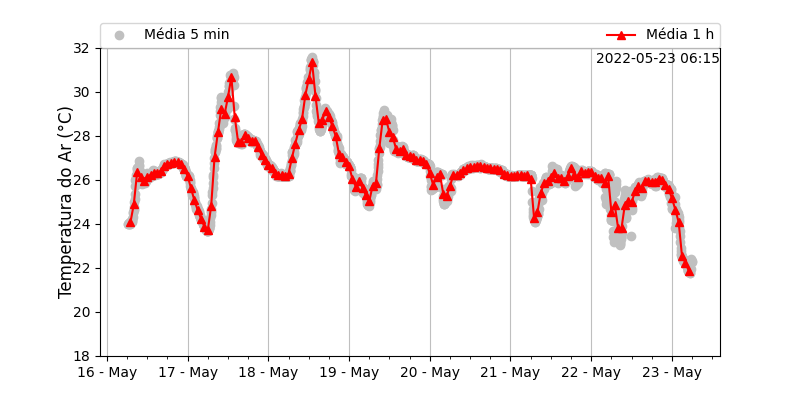 Média 5 min
Média 1 h
2022-05-23 06:15
Temperatura do Ar (°C)
32
30
28
26
24
22
20
18
16 - May
17 - May
18 - May
19 - May
20 - May
21 - May
22 - May
23 - May